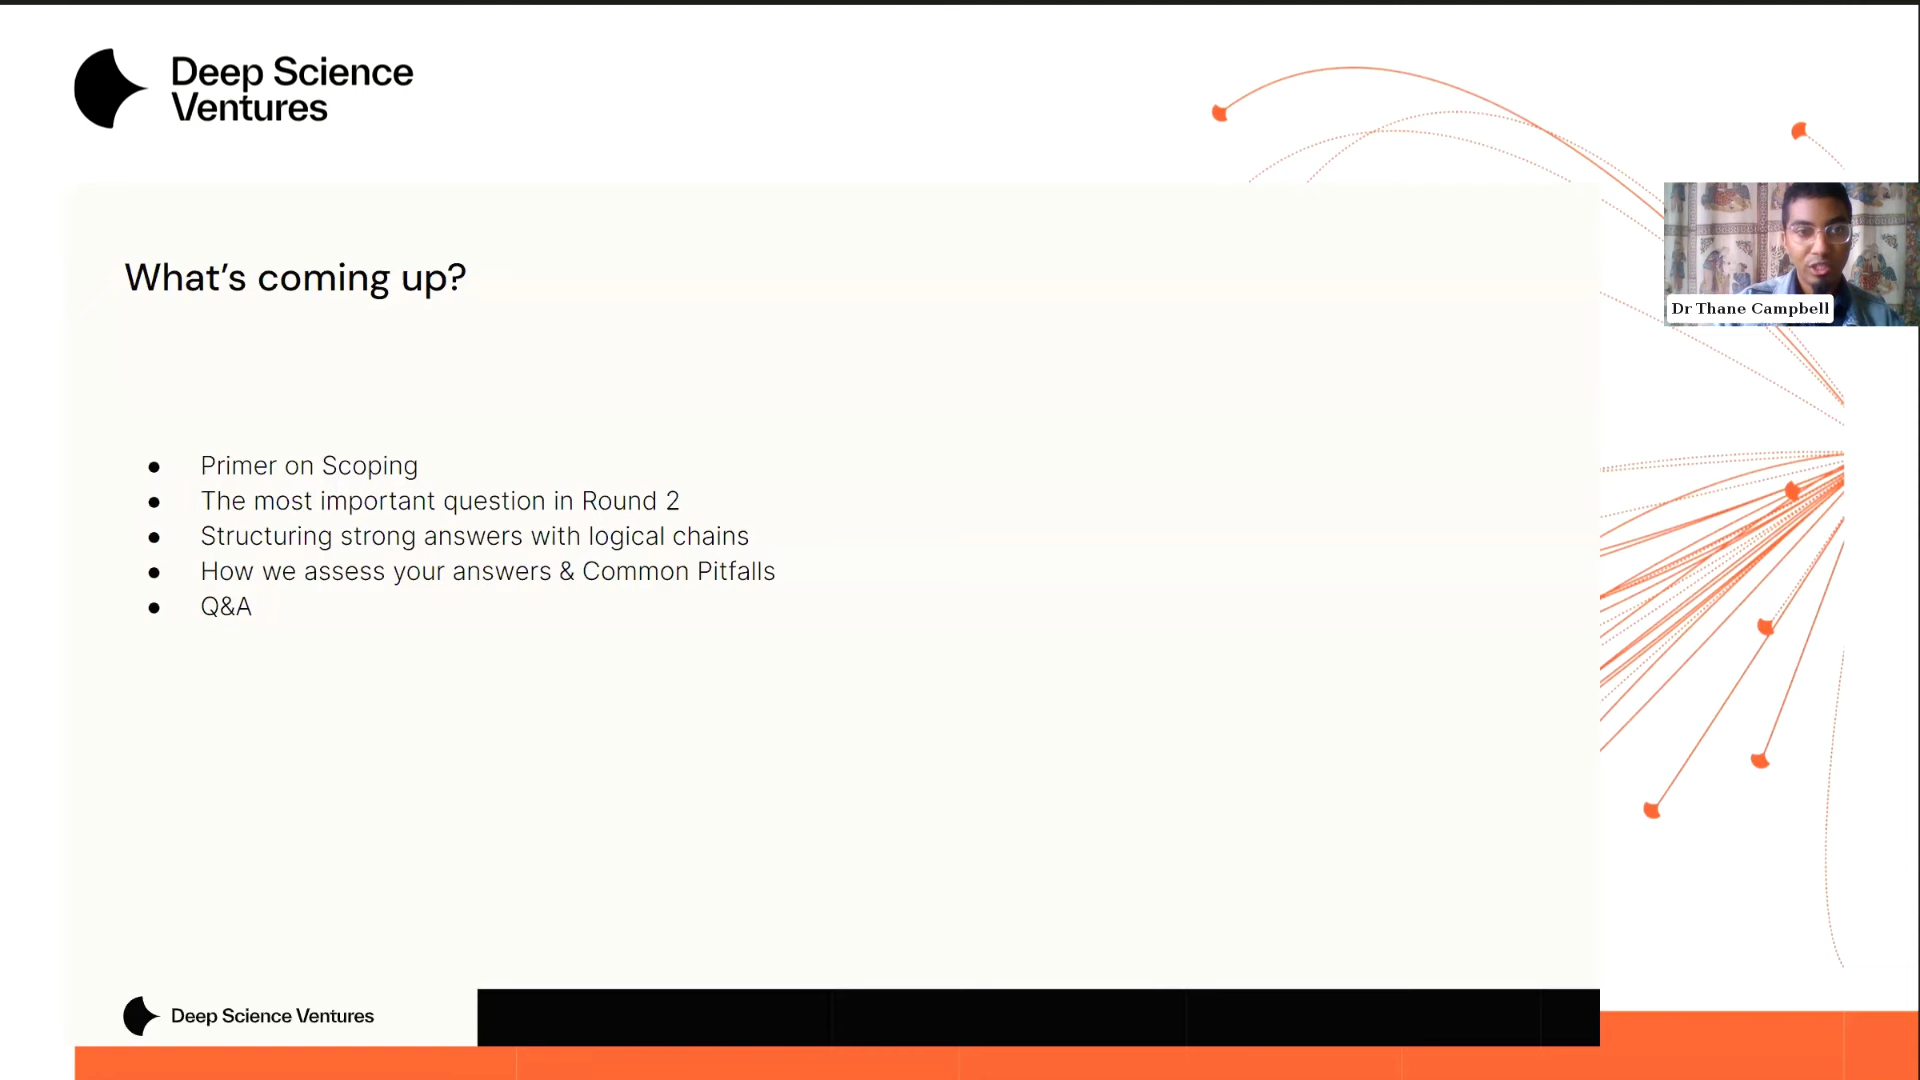 Deep Science
Ventures
What's coming up?
● Primer on Scoping
● The most important question in Round 2
● Structuring strong answers with logical chains
● How we assess your answers & Common Pitfalls
● Q&A
Dr Thane Campbell
Deep Science Ventures